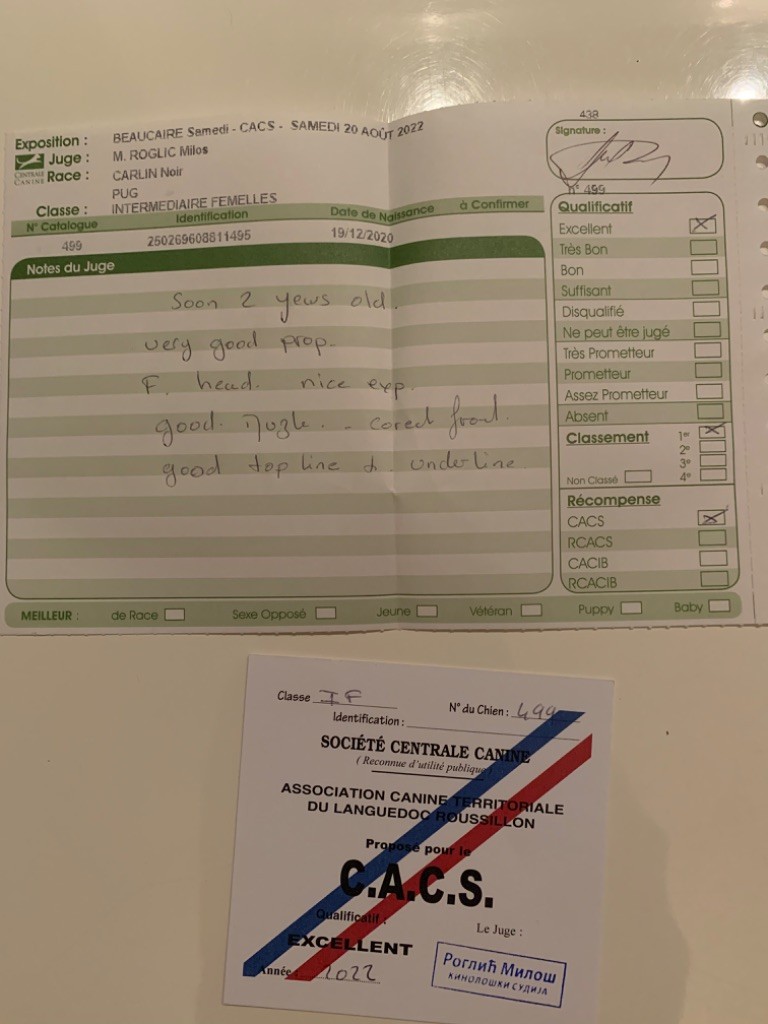 Exposition : BEAUCAIRE Samedi - CACS - SAMEDI 20 AOÛT 2022
Juge : M. ROGLIC Milos
CENTRALE
CANINE
Race : CARLIN Noir
PUG
Classe : INTERMEDIAIRE FEMELLES
N° Catalogue Identification Date de Naissance à Confirmer
499 250269608811495 19/12/2020
Notes du Juge
Soon 2 yews old.
very good prop.
F. head. nice exp.
good. - corect front.
good top line & underline
438
Signature :
n° 499
Qualificatif
Excellent
Très Bon
Bon
Suffisant
Disqualifié
Ne peut être jugé
Très Prometteur
Prometteur
Assez Prometteur
Absent
Classement 1er
2e
3e
Non Classé 4e
Récompense
CACS
RCACS
CACIB
RCACIB
MEILLEUR : de Race Sexe Opposé Jeune Vétéran Puppy Baby
Classe IF N° du Chien : 499
Identification :
SOCIÉTÉ CENTRALE CANINE
( Reconnue d'utilité publique)
ASSOCIATION CANINE TERRITORIALE
DU LANGUEDOC ROUSSILLON
Proposé pour le
C.A.C.S.
Qualificatif :
Le Juge :
EXCELLENT
Année : 2022
Роглић Милош
КИНОЛОШКИ СУДИЈА